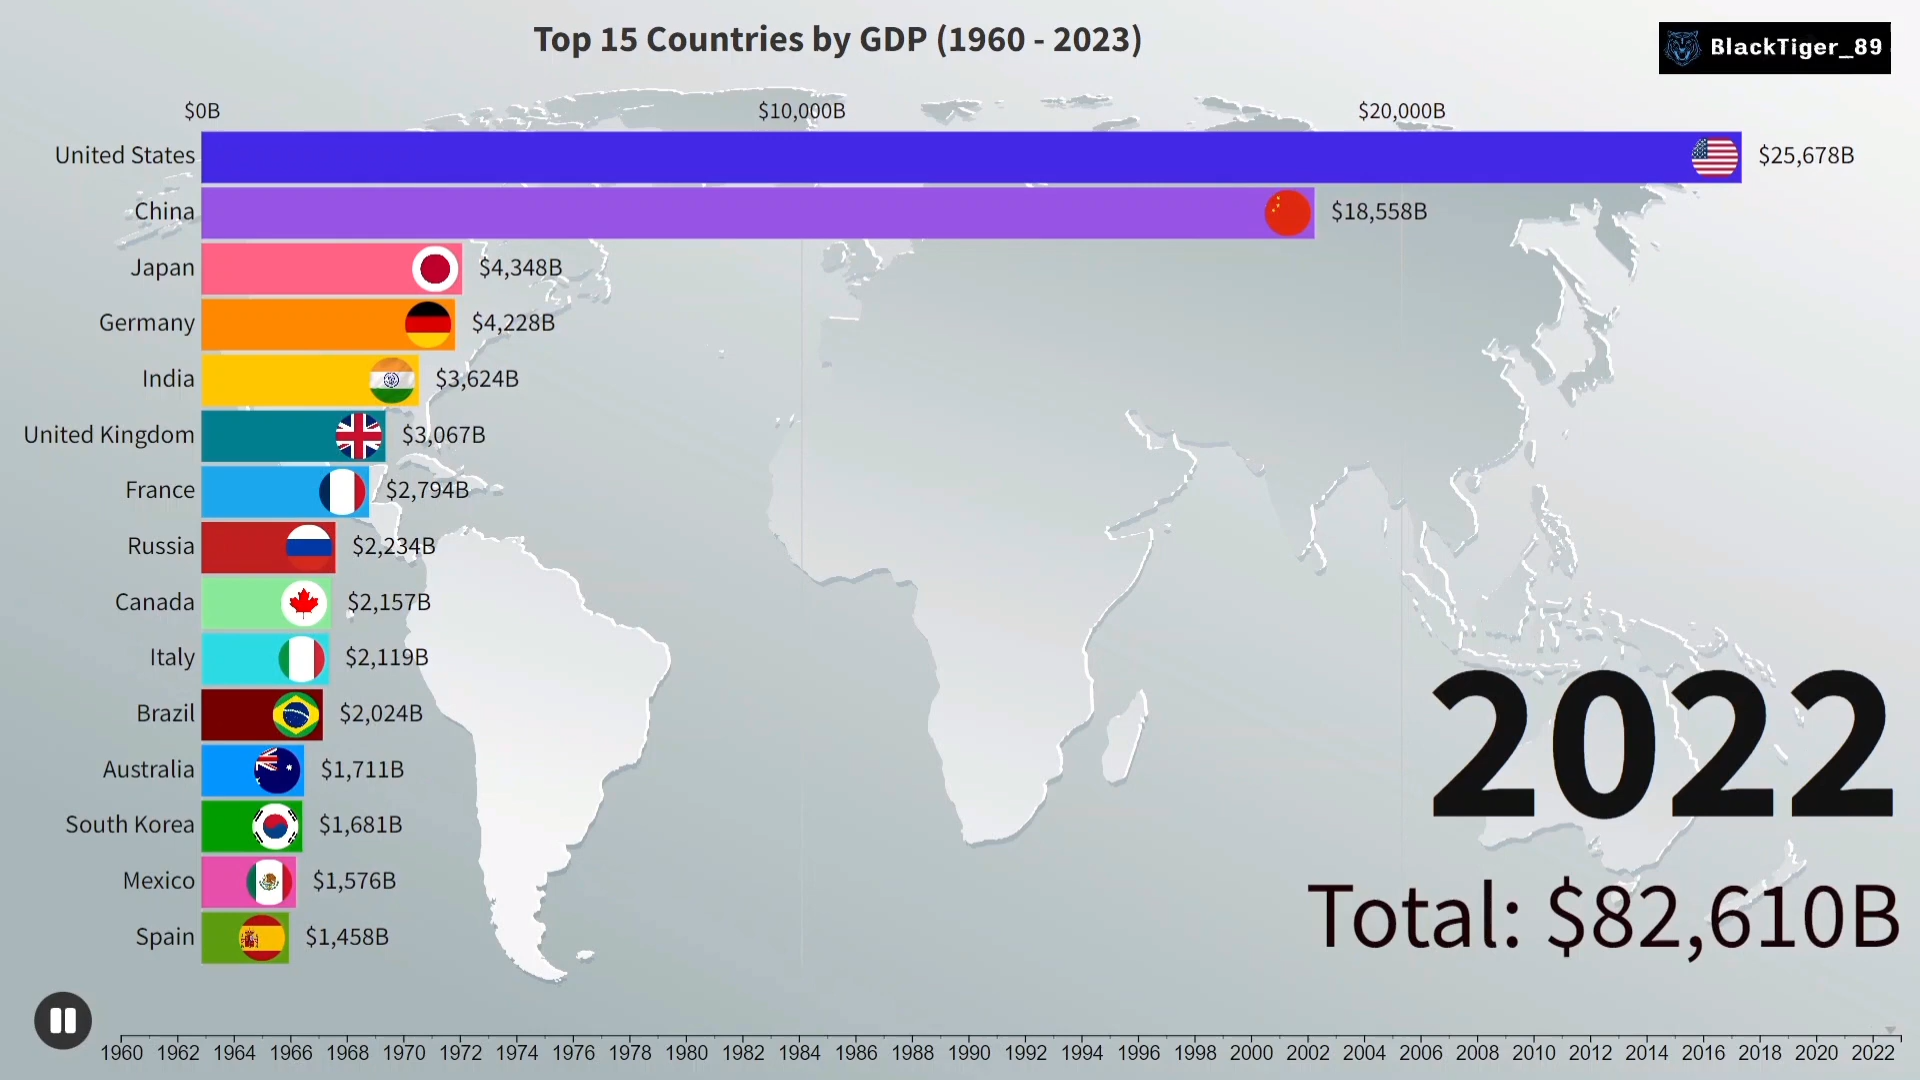 Top 15 Countries by GDP (1960 - 2023)
BlackTiger_89
$0B $10,000B $20,000B
United States $25,678B
China $18,558B
Japan $4,348B
Germany $4,228B
India $3,624B
United Kingdom $3,067B
France $2,794B
Russia $2,234B
Canada $2,157B
Italy $2,119B
Brazil $2,024B
Australia $1,711B
South Korea $1,681B
Mexico $1,576B
Spain $1,458B
2022
Total: $82,610B
1960 1962 1964 1966 1968 1970 1972 1974 1976 1978 1980 1982 1984 1986 1988 1990 1992 1994 1996 1998 2000 2002 2004 2006 2008 2010 2012 2014 2016 2018 2020 2022